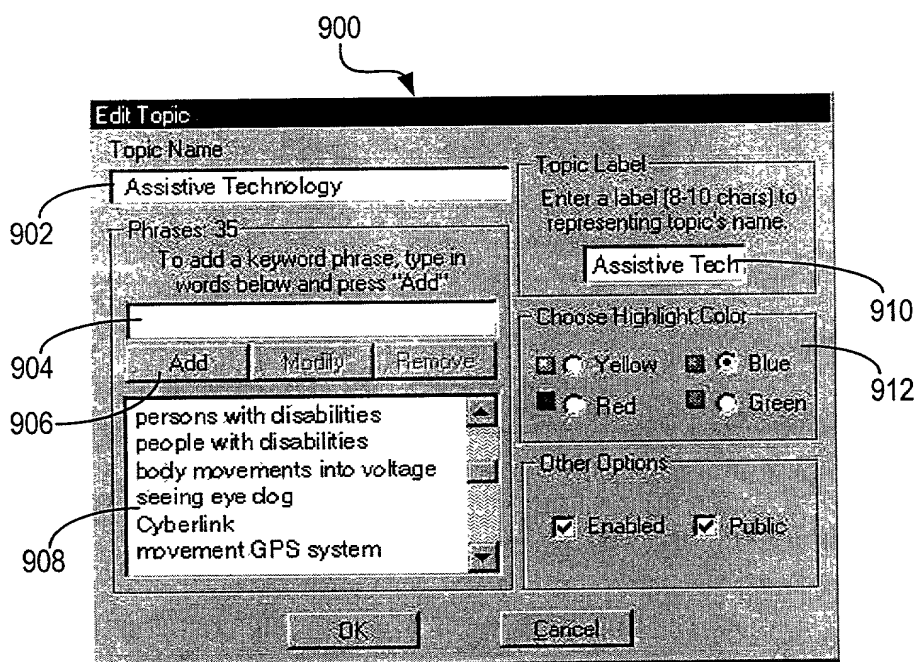 900
Edit Topic
Topic Name
Assistive Technology
902
Phrases: 35
To add a keyword phrase, type in
words below and press "Add"
904
Add Modify Remove
906
persons with disabilities
people with disabilities
body movements into voltage
seeing eye dog
Cyberlink
movement GPS system
908
Topic Label
Enter a label (8-10 chars) to
representing topic's name.
Assistive Tech
910
Choose Highlight Color
Yellow Blue
Red Green
912
Other Options
Enabled Public
OK Cancel